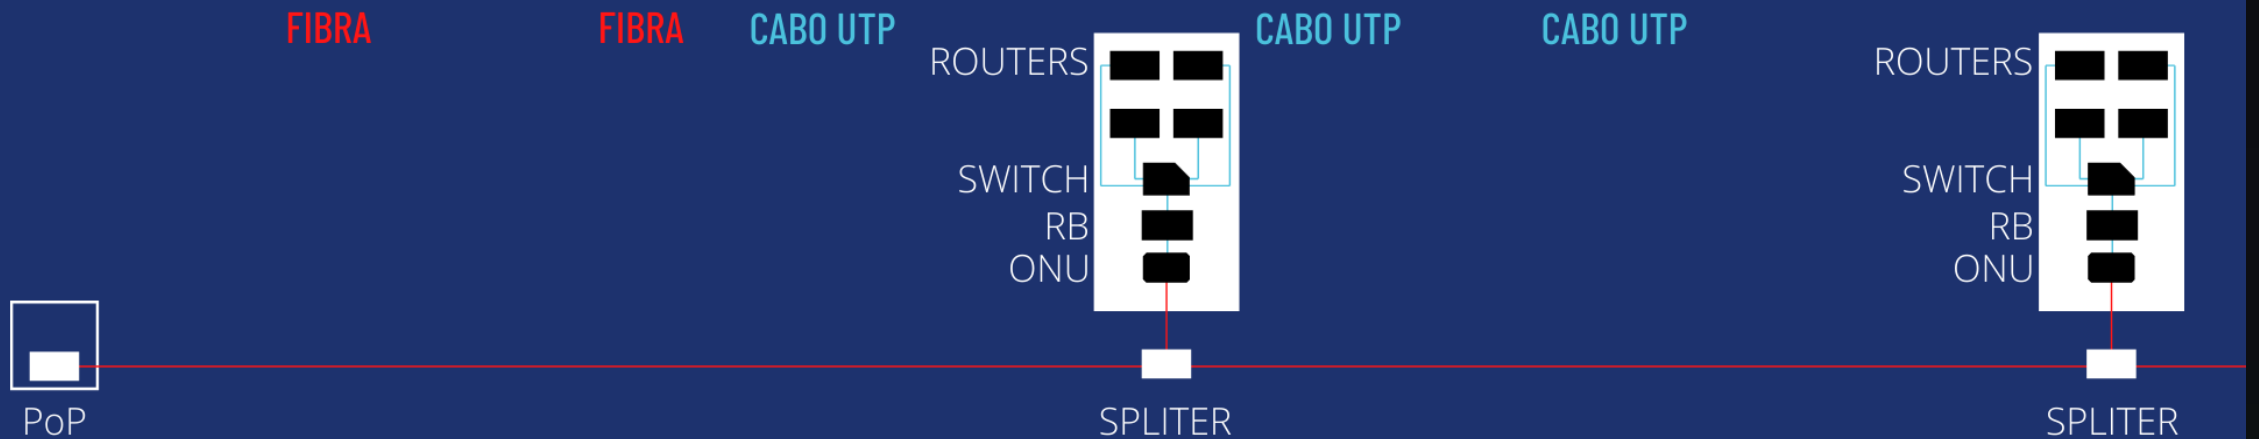 FIBRA
FIBRA
CABO UTP
CABO UTP
CABO UTP
ROUTERS
SWITCH
RB
ONU
ROUTERS
SWITCH
RB
ONU
PoP
SPLITER
SPLITER